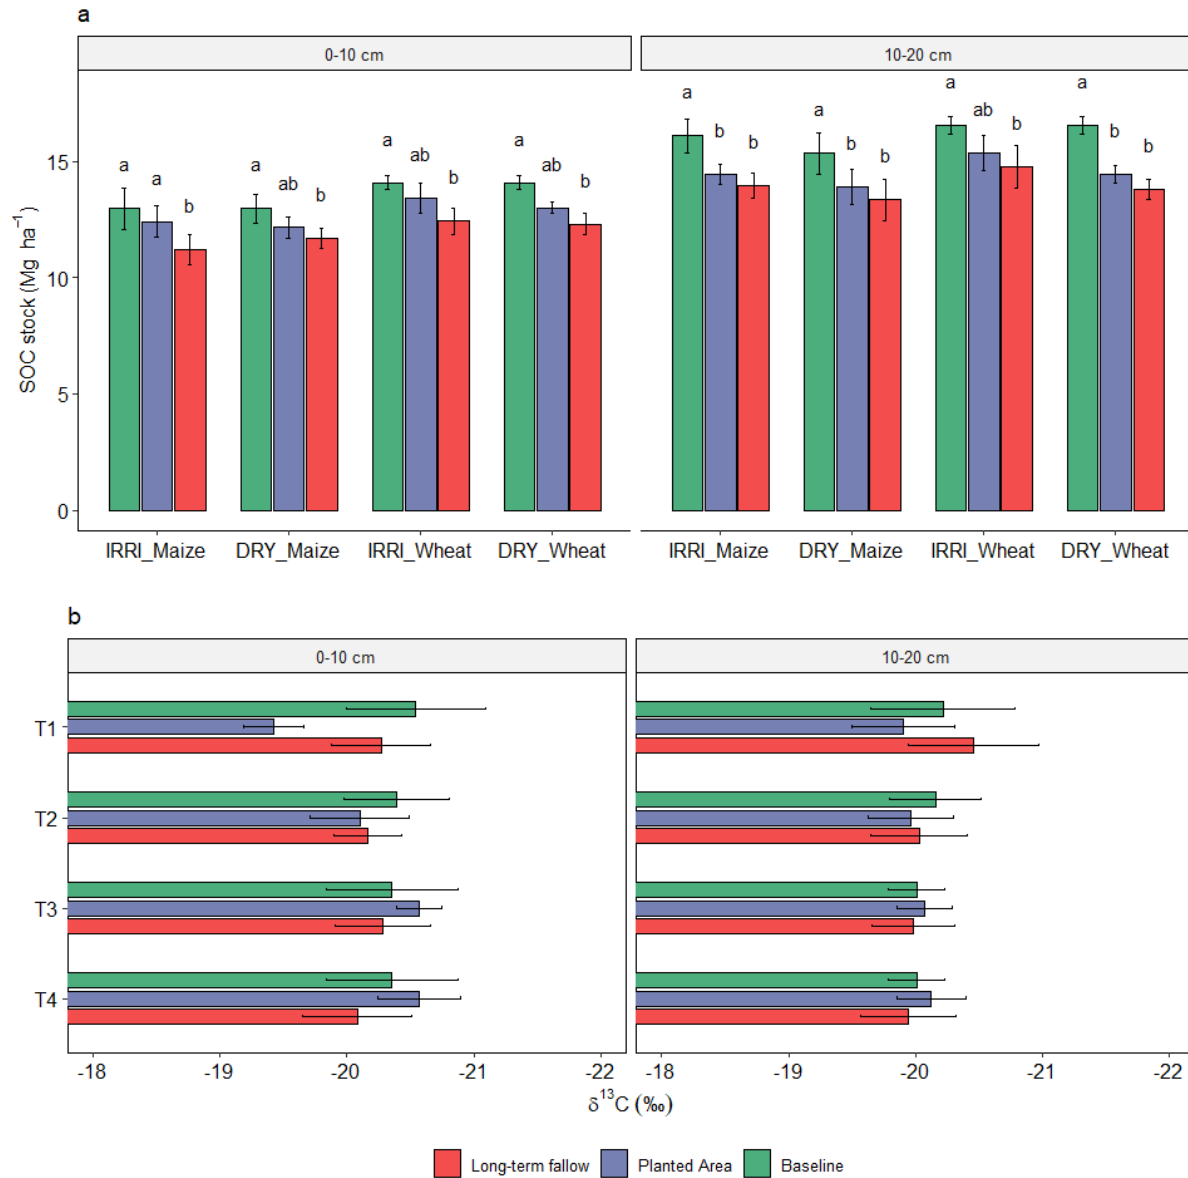 a
0-10 cm
10-20 cm
SOC stock (Mg ha⁻¹)
15
10
5
0
a a b
a ab b
a ab b
a ab b
a b b
a b b
a ab b
a b b
IRRI_Maize DRY_Maize IRRI_Wheat DRY_Wheat
IRRI_Maize DRY_Maize IRRI_Wheat DRY_Wheat
b
0-10 cm
10-20 cm
T1
T2
T3
T4
-18 -19 -20 -21 -22
-18 -19 -20 -21 -22
δ¹³C (‰)
Long-term fallow Planted Area Baseline